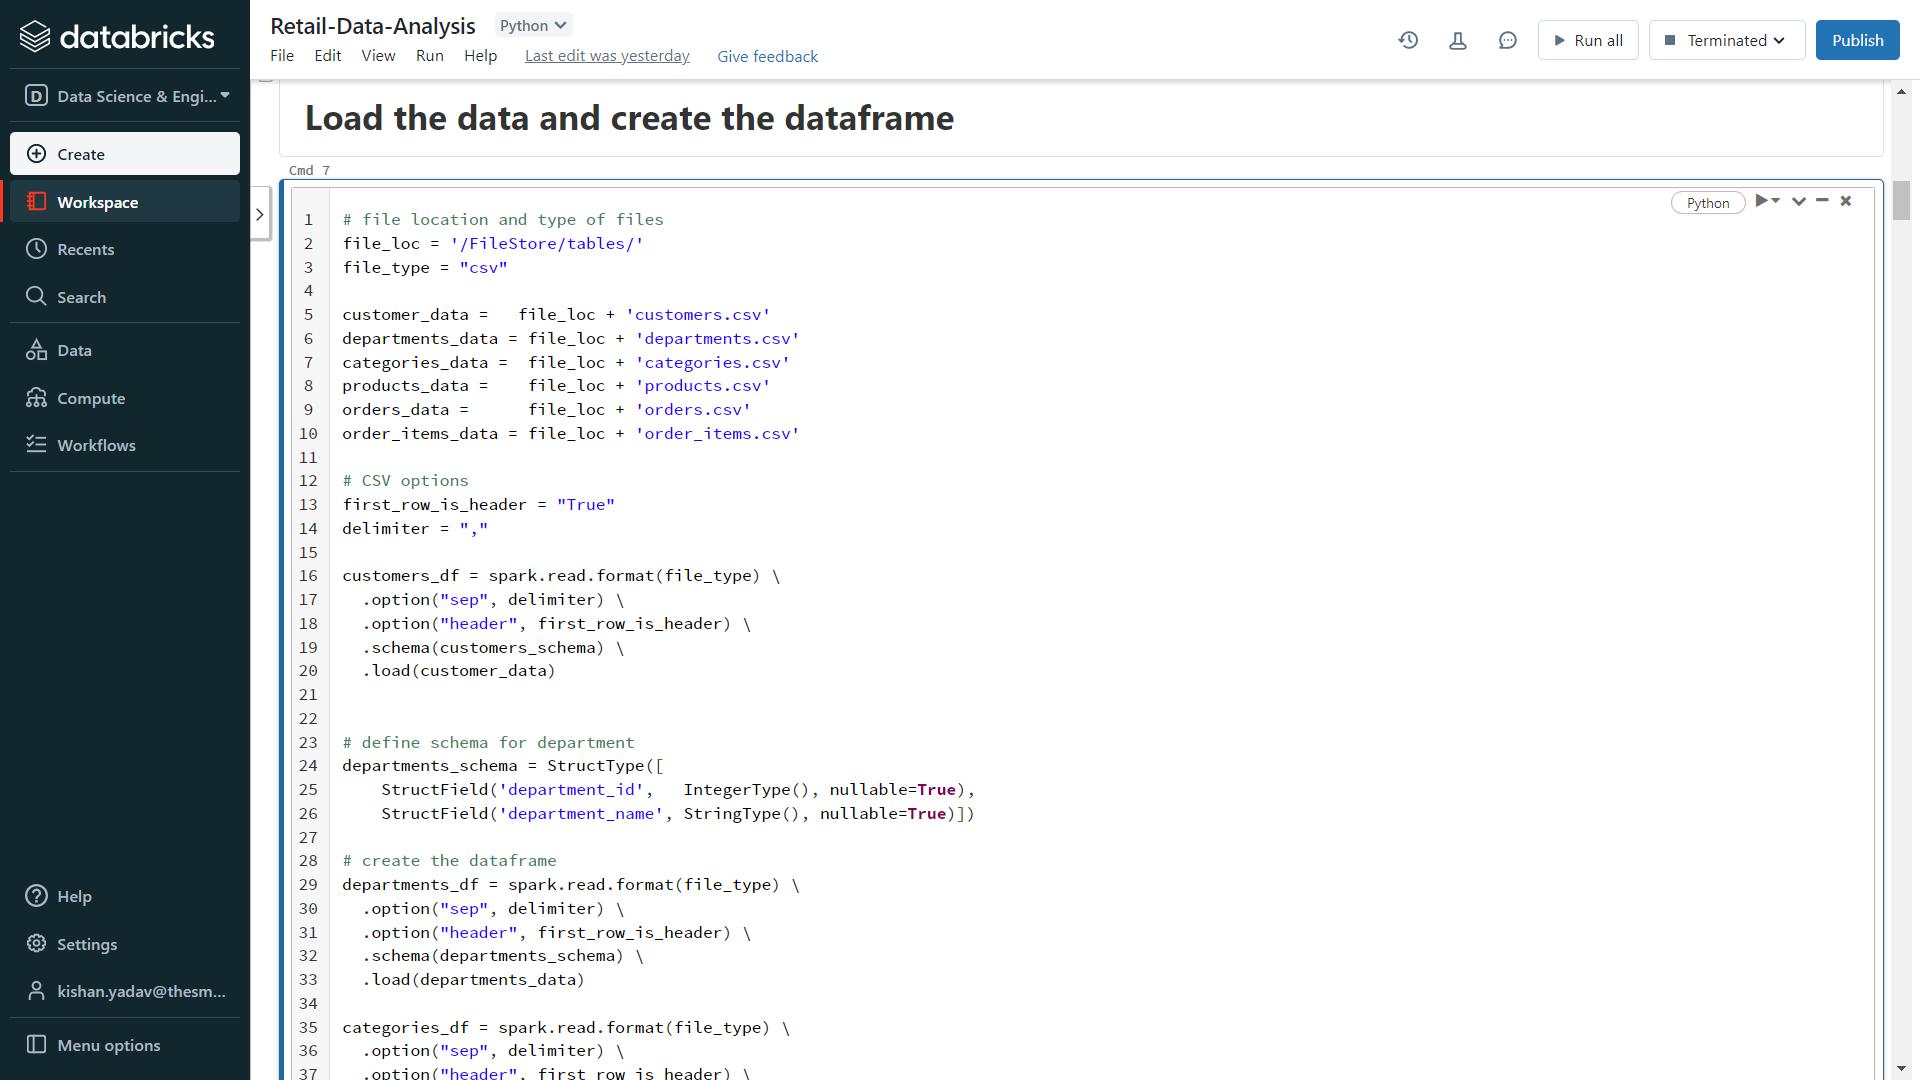 databricks
Data Science & Engi...
Create
Workspace
Recents
Search
Data
Compute
Workflows
Help
Settings
kishan.yadav@thesm...
Menu options
Retail-Data-Analysis
Python
File Edit View Run Help Last edit was yesterday Give feedback
Run all
Terminated
Publish
Load the data and create the dataframe
Cmd 7
Python
1 # file location and type of files
2 file_loc = '/FileStore/tables/'
3 file_type = "csv"
4
5 customer_data =   file_loc + 'customers.csv'
6 departments_data = file_loc + 'departments.csv'
7 categories_data =  file_loc + 'categories.csv'
8 products_data =    file_loc + 'products.csv'
9 orders_data =      file_loc + 'orders.csv'
10 order_items_data = file_loc + 'order_items.csv'
11
12 # CSV options
13 first_row_is_header = "True"
14 delimiter = ","
15
16 customers_df = spark.read.format(file_type) \
17   .option("sep", delimiter) \
18   .option("header", first_row_is_header) \
19   .schema(customers_schema) \
20   .load(customer_data)
21
22
23 # define schema for department
24 departments_schema = StructType([
25     StructField('department_id',   IntegerType(), nullable=True),
26     StructField('department_name', StringType(), nullable=True)])
27
28 # create the dataframe
29 departments_df = spark.read.format(file_type) \
30   .option("sep", delimiter) \
31   .option("header", first_row_is_header) \
32   .schema(departments_schema) \
33   .load(departments_data)
34
35 categories_df = spark.read.format(file_type) \
36   .option("sep", delimiter) \
37   .option("header", first_row_is_header) \